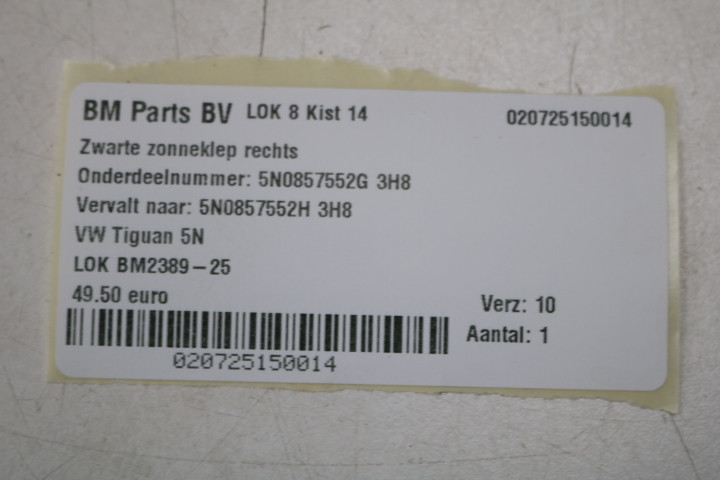 BM Parts BV LOK 8 Kist 14 020725150014
Zwarte zonneklep rechts
Onderdeelnummer: 5N0857552G 3H8
Vervalt naar: 5N0857552H 3H8
VW Tiguan 5N
LOK BM2389-25
49.50 euro
Verz: 10
Aantal: 1
020725150014